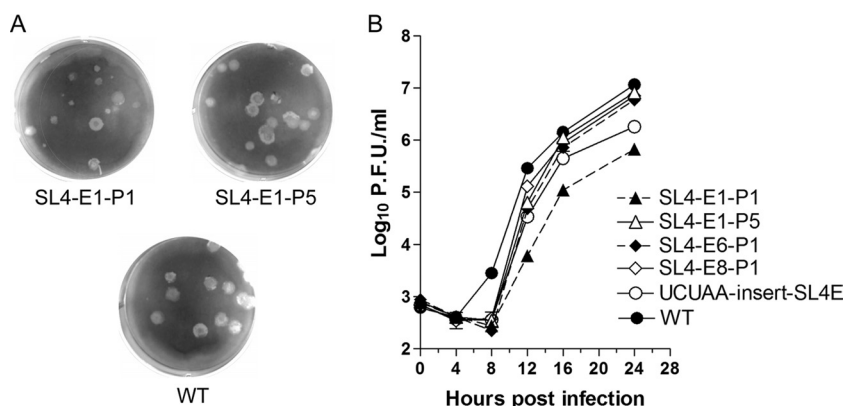 A
SL4-E1-P1
SL4-E1-P5
WT
B
Log10 P.F.U./ml
7
6
5
4
3
2
0 4 8 12 16 20 24 28
Hours post infection
SL4-E1-P1
SL4-E1-P5
SL4-E6-P1
SL4-E8-P1
UCUAA-insert-SL4E
WT